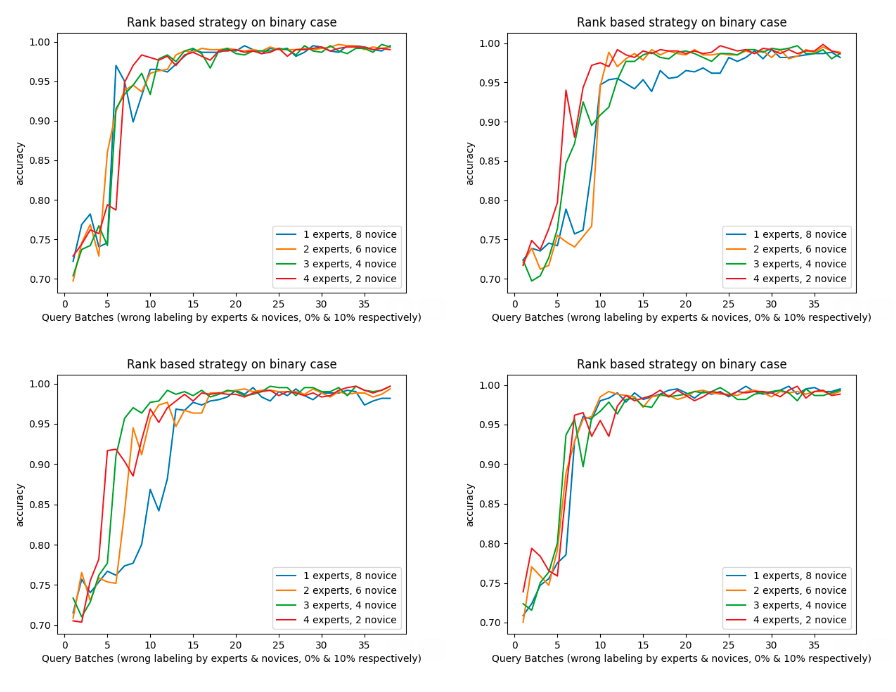 Rank based strategy on binary case
1.00
0.95
0.90
0.85
0.80
0.75
0.70
accuracy
1 experts, 8 novice
2 experts, 6 novice
3 experts, 4 novice
4 experts, 2 novice
0 5 10 15 20 25 30 35
Query Batches (wrong labeling by experts & novices, 0% & 10% respectively)
Rank based strategy on binary case
1.00
0.95
0.90
0.85
0.80
0.75
0.70
accuracy
1 experts, 8 novice
2 experts, 6 novice
3 experts, 4 novice
4 experts, 2 novice
0 5 10 15 20 25 30 35
Query Batches (wrong labeling by experts & novices, 0% & 10% respectively)
Rank based strategy on binary case
1.00
0.95
0.90
0.85
0.80
0.75
0.70
accuracy
1 experts, 8 novice
2 experts, 6 novice
3 experts, 4 novice
4 experts, 2 novice
0 5 10 15 20 25 30 35
Query Batches (wrong labeling by experts & novices, 0% & 10% respectively)
Rank based strategy on binary case
1.00
0.95
0.90
0.85
0.80
0.75
0.70
accuracy
1 experts, 8 novice
2 experts, 6 novice
3 experts, 4 novice
4 experts, 2 novice
0 5 10 15 20 25 30 35
Query Batches (wrong labeling by experts & novices, 0% & 10% respectively)